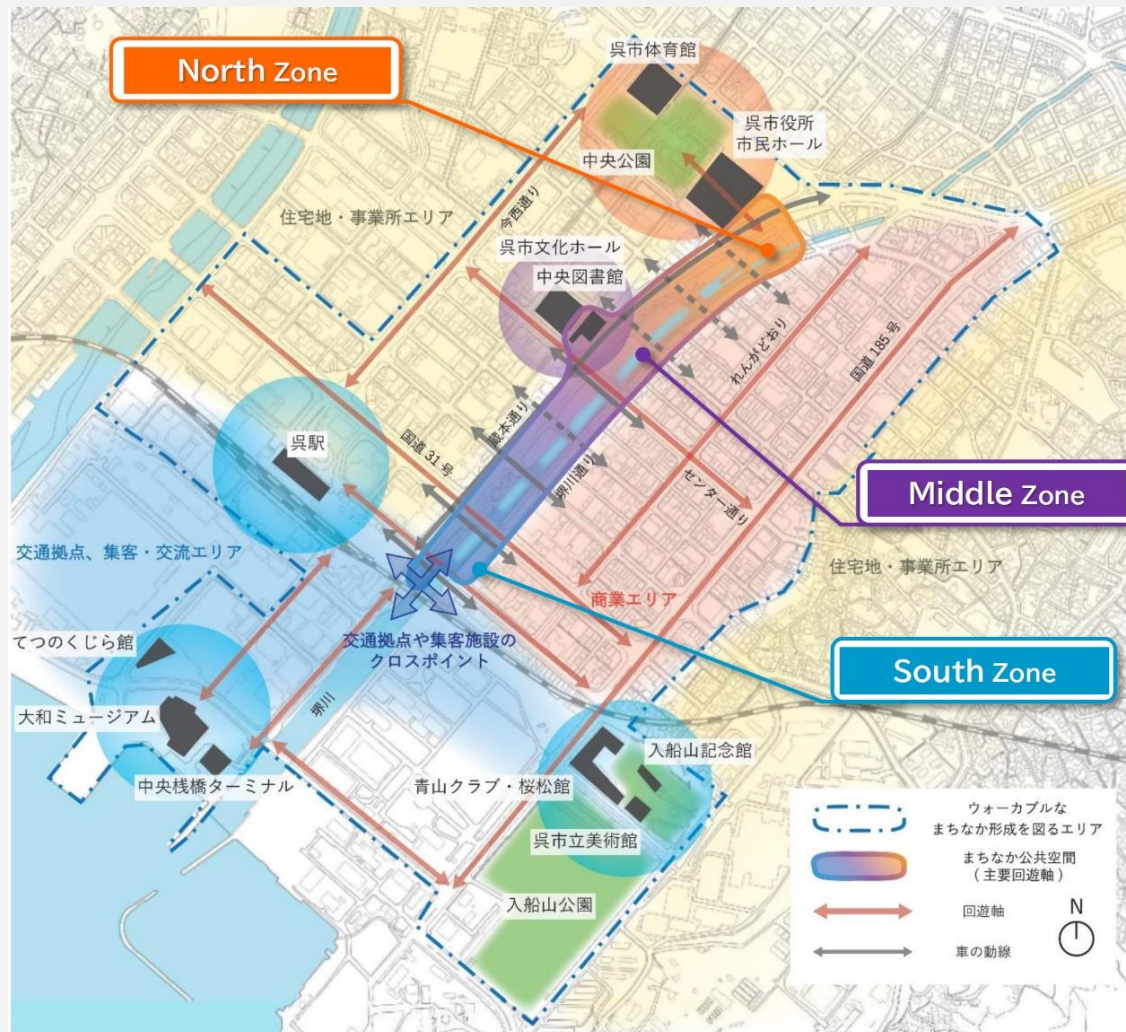 North Zone
呉市体育館
呉市役所
市民ホール
中央公園
住宅地・事業所エリア
今西通り
呉市文化ホール
中央図書館
れんがどおり
国道185号
蔵本通り
呉駅
国道31号
堺川通り
センター通り
Middle Zone
交通拠点、集客・交流エリア
住宅地・事業所エリア
商業エリア
交通拠点や集客施設の
クロスポイント
てつのくじら館
South Zone
堺川
大和ミュージアム
入船山記念館
中央桟橋ターミナル
青山クラブ・桜松館
呉市立美術館
入船山公園
ウォーカブルな
まちなか形成を図るエリア
まちなか公共空間
(主要回遊軸)
回遊軸
N
車の動線